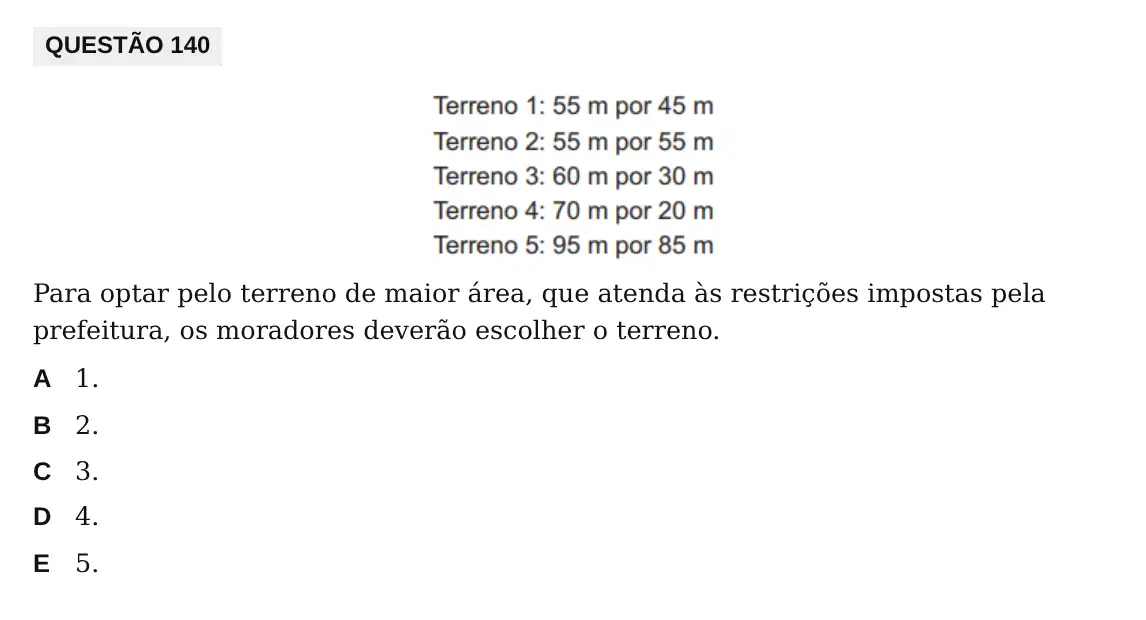 QUESTÃO 140
Terreno 1: 55 m por 45 m
Terreno 2: 55 m por 55 m
Terreno 3: 60 m por 30 m
Terreno 4: 70 m por 20 m
Terreno 5: 95 m por 85 m
Para optar pelo terreno de maior área, que atenda às restrições impostas pela
prefeitura, os moradores deverão escolher o terreno.
A 1.
B 2.
C 3.
D 4.
E 5.